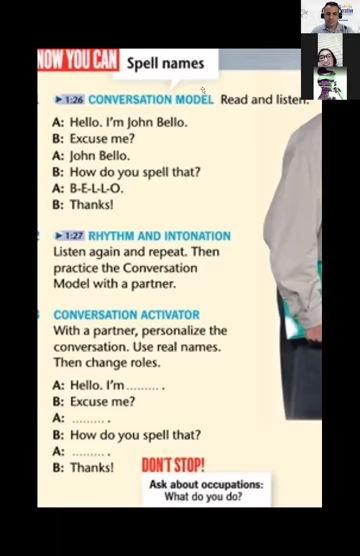 NOW YOU CAN Spell names
1:26 CONVERSATION MODEL Read and listen.
A: Hello. I'm John Bello.
B: Excuse me?
A: John Bello.
B: How do you spell that?
A: B-E-L-L-O.
B: Thanks!
1:27 RHYTHM AND INTONATION
Listen again and repeat. Then
practice the Conversation
Model with a partner.
CONVERSATION ACTIVATOR
With a partner, personalize the
conversation. Use real names.
Then change roles.
A: Hello. I'm ......... .
B: Excuse me?
A: ......... .
B: How do you spell that?
A: ......... .
B: Thanks!
DON'T STOP!
Ask about occupations:
What do you do?